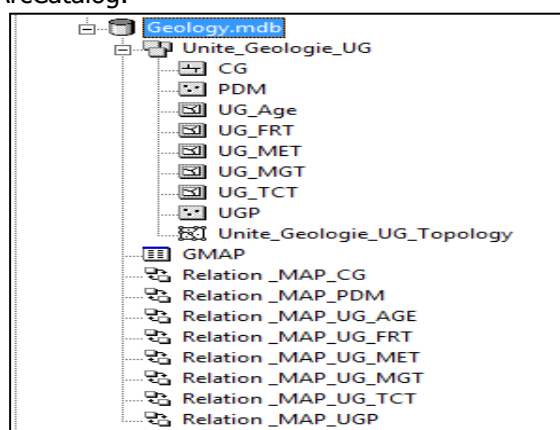 ArcCatalog.
Geology.mdb
Unite_Geologie_UG
CG
PDM
UG_Age
UG_FRT
UG_MET
UG_MGT
UG_TCT
UGP
Unite_Geologie_UG_Topology
GMAP
Relation _MAP_CG
Relation _MAP_PDM
Relation _MAP_UG_AGE
Relation _MAP_UG_FRT
Relation _MAP_UG_MET
Relation _MAP_UG_MGT
Relation _MAP_UG_TCT
Relation _MAP_UGP